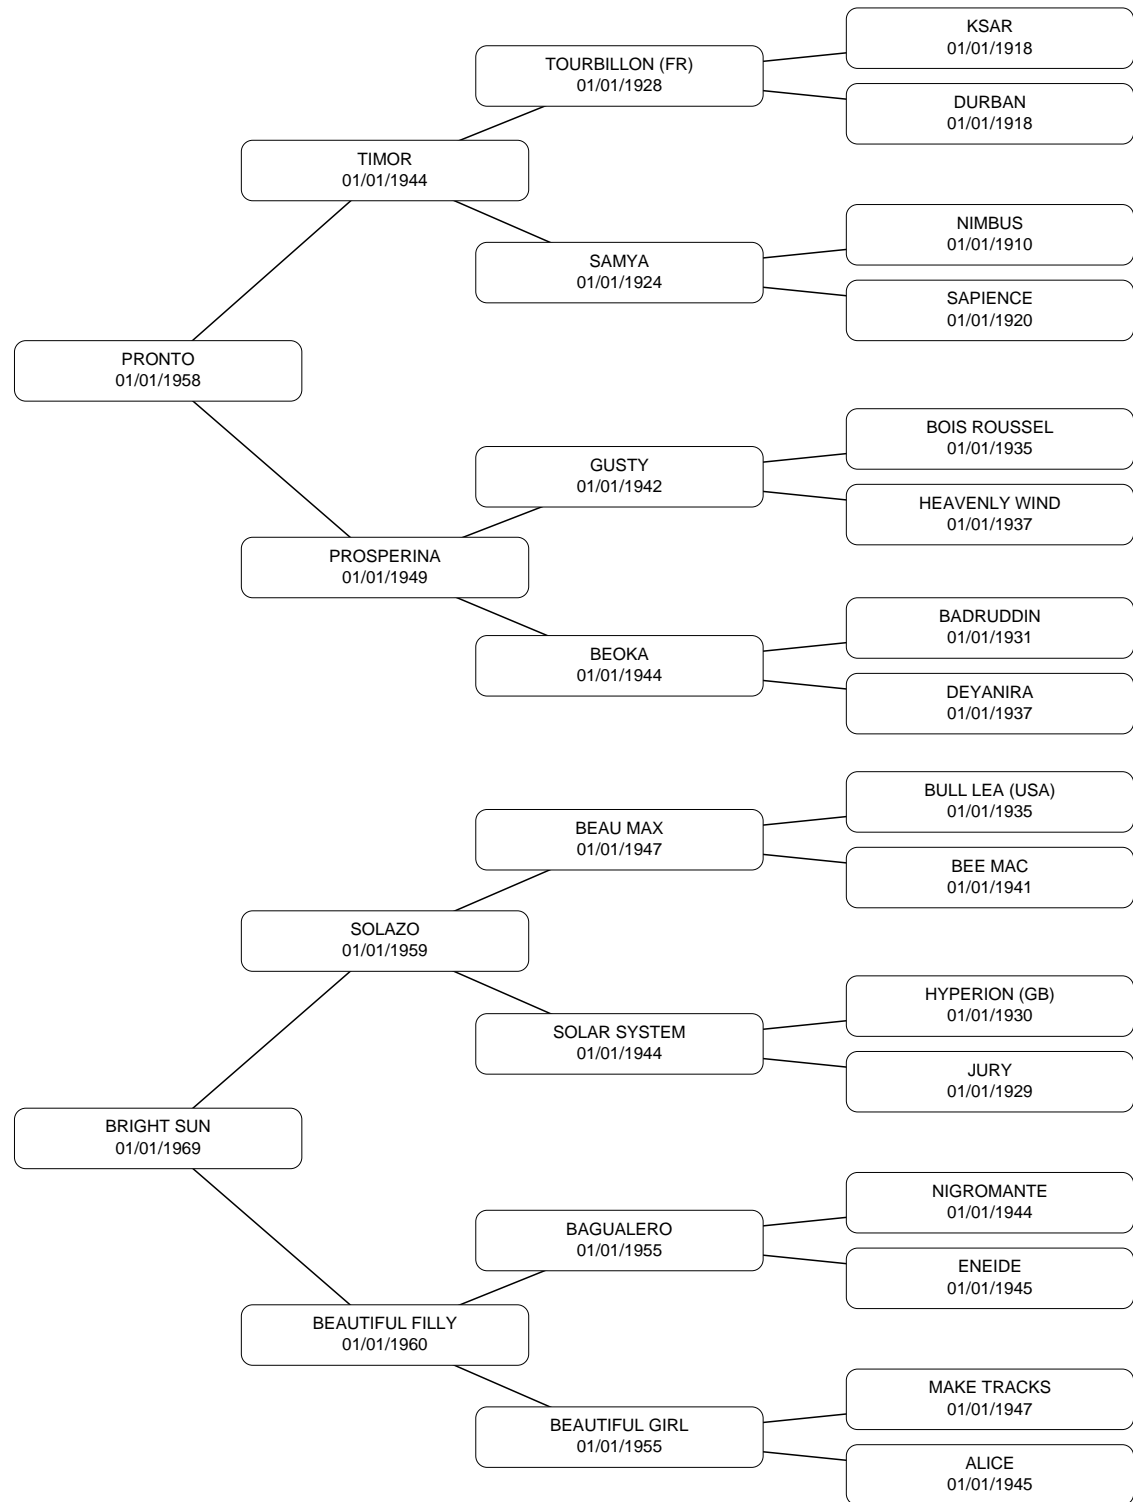 KSAR
01/01/1918
TOURBILLON (FR)
01/01/1928
DURBAN
01/01/1918
TIMOR
01/01/1944
NIMBUS
01/01/1910
SAMYA
01/01/1924
SAPIENCE
01/01/1920
PRONTO
01/01/1958
BOIS ROUSSEL
01/01/1935
GUSTY
01/01/1942
HEAVENLY WIND
01/01/1937
PROSPERINA
01/01/1949
BADRUDDIN
01/01/1931
BEOKA
01/01/1944
DEYANIRA
01/01/1937
BULL LEA (USA)
01/01/1935
BEAU MAX
01/01/1947
BEE MAC
01/01/1941
SOLAZO
01/01/1959
HYPERION (GB)
01/01/1930
SOLAR SYSTEM
01/01/1944
JURY
01/01/1929
BRIGHT SUN
01/01/1969
NIGROMANTE
01/01/1944
BAGUALERO
01/01/1955
ENEIDE
01/01/1945
BEAUTIFUL FILLY
01/01/1960
MAKE TRACKS
01/01/1947
BEAUTIFUL GIRL
01/01/1955
ALICE
01/01/1945